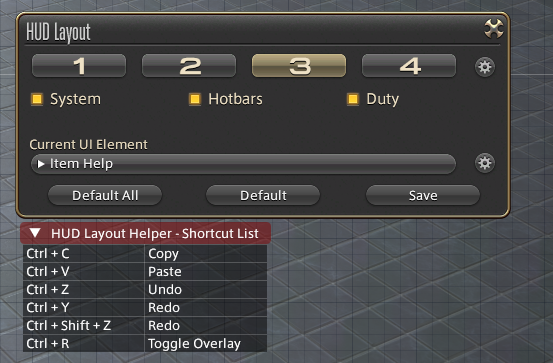 HUD Layout
1 2 3 4
System Hotbars Duty
Current UI Element
Item Help
Default All Default Save
HUD Layout Helper - Shortcut List
Ctrl + C Copy
Ctrl + V Paste
Ctrl + Z Undo
Ctrl + Y Redo
Ctrl + Shift + Z Redo
Ctrl + R Toggle Overlay